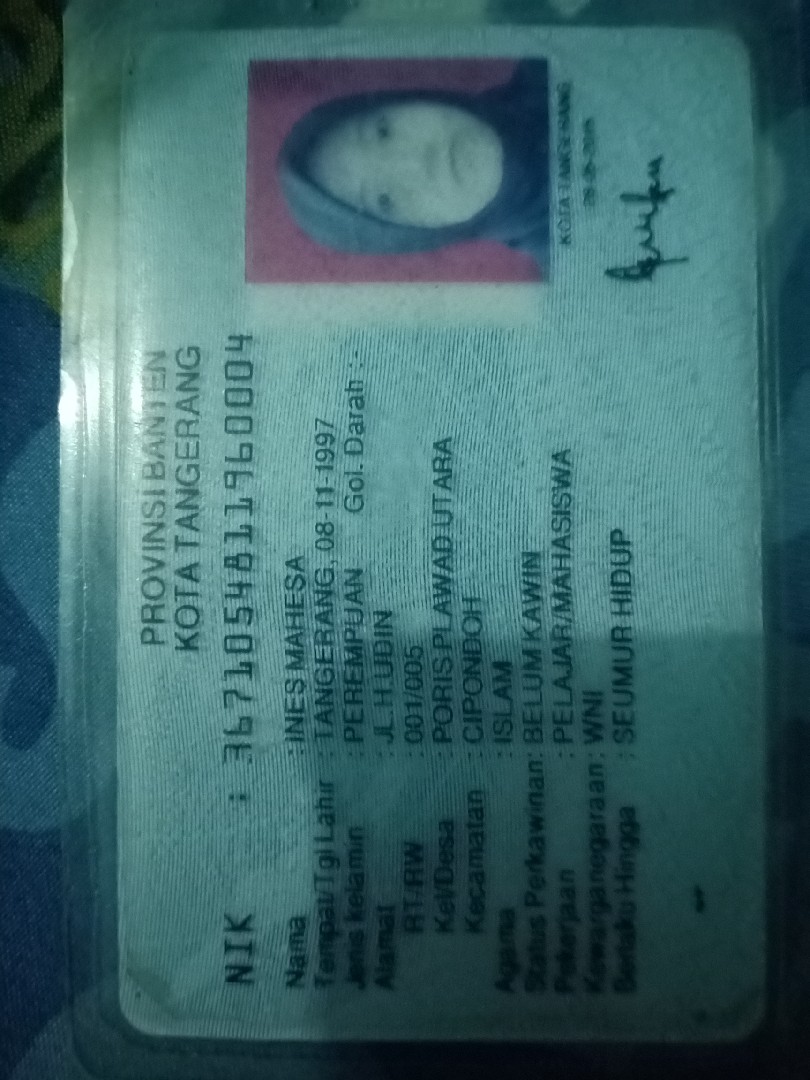 PROVINSI BANTEN
KOTA TANGERANG
NIK : 3671054811960004
Nama : INES MAHESA
Tempat/Tgl Lahir : TANGERANG, 08-11-1997
Jenis kelamin : PEREMPUAN Gol. Darah : -
Alamat : JL.H.UDIN
RT/RW : 001/005
Kel/Desa : PORIS PLAWAD UTARA
Kecamatan : CIPONDOH
Agama : ISLAM
Status Perkawinan: BELUM KAWIN
Pekerjaan : PELAJAR/MAHASISWA
Kewarganegaraan: WNI
Berlaku Hingga : SEUMUR HIDUP
KOTA TANGERANG